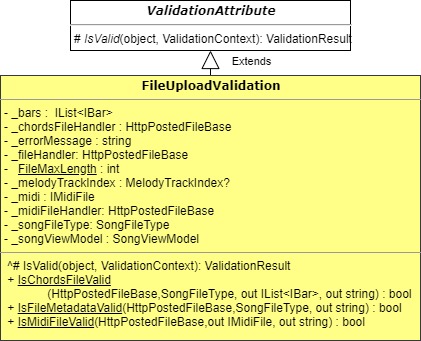 ValidationAttribute
# IsValid(object, ValidationContext): ValidationResult
Extends
FileUploadValidation
- _bars : IList<IBar>
- _chordsFileHandler : HttpPostedFileBase
- _errorMessage : string
- _fileHandler: HttpPostedFileBase
- FileMaxLength : int
- _melodyTrackIndex : MelodyTrackIndex?
- _midi : IMidiFile
- _midiFileHandler: HttpPostedFileBase
- _songFileType: SongFileType
- _songViewModel : SongViewModel
^# IsValid(object, ValidationContext): ValidationResult
+ IsChordsFileValid
(HttpPostedFileBase,SongFileType, out IList<IBar>, out string) : bool
+ IsFileMetadataValid(HttpPostedFileBase,SongFileType, out string) : bool
+ IsMidiFileValid(HttpPostedFileBase,out IMidiFile, out string) : bool